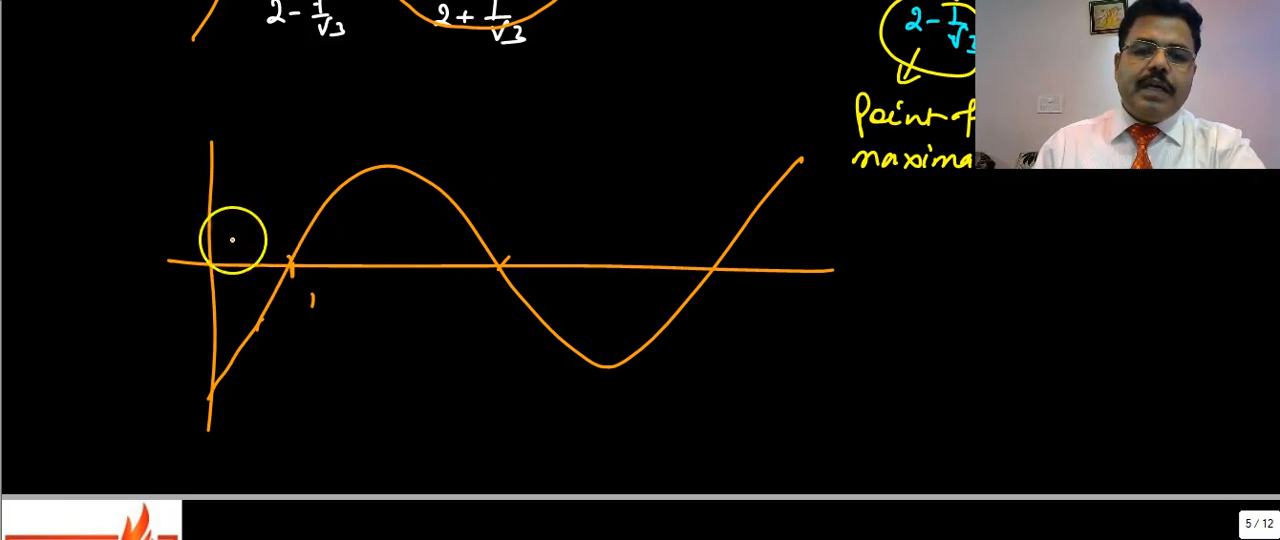 2 - 1/√3
2 + 1/√3
2 - 1/√3
Point of
maxima
1
5 / 12